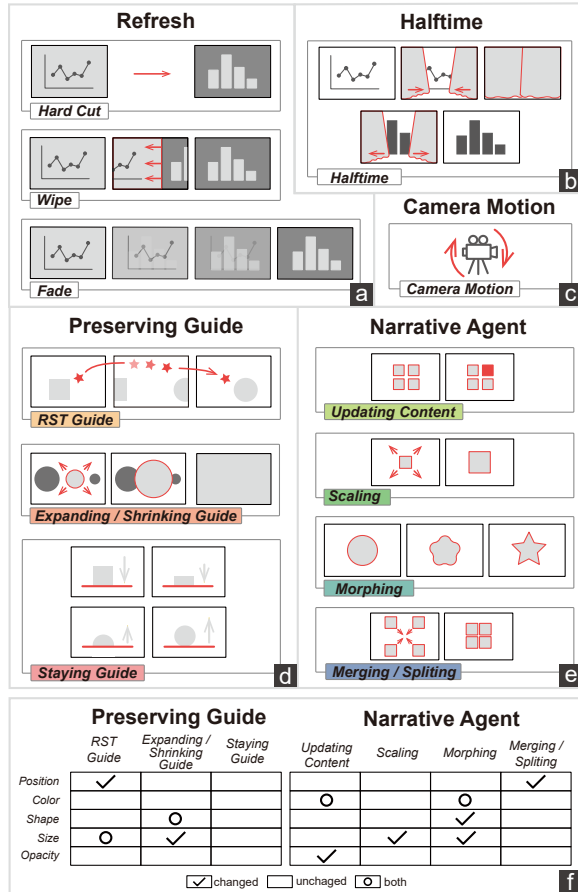 Refresh
Hard Cut
Wipe
Fade
a
Halftime
Halftime
b
Camera Motion
Camera Motion
c
Preserving Guide
RST Guide
Expanding / Shrinking Guide
Staying Guide
d
Narrative Agent
Updating Content
Scaling
Morphing
Merging / Spliting
e
Preserving Guide
Narrative Agent
RST
Guide
Expanding /
Shrinking
Guide
Staying
Guide
Updating
Content
Scaling
Morphing
Merging /
Spliting
Position
Color
Shape
Size
Opacity
changed
unchaged
both
f